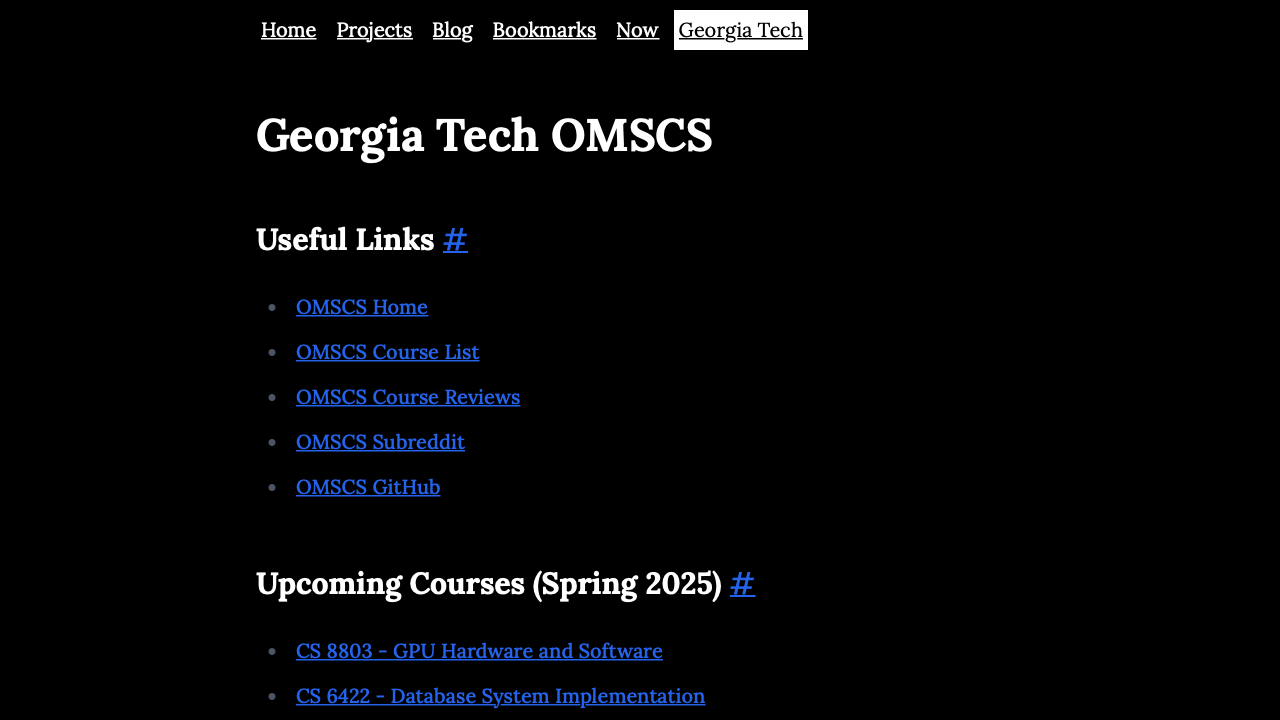 Home Projects Blog Bookmarks Now Georgia Tech
Georgia Tech OMSCS
Useful Links #
OMSCS Home
OMSCS Course List
OMSCS Course Reviews
OMSCS Subreddit
OMSCS GitHub
Upcoming Courses (Spring 2025) #
CS 8803 - GPU Hardware and Software
CS 6422 - Database System Implementation